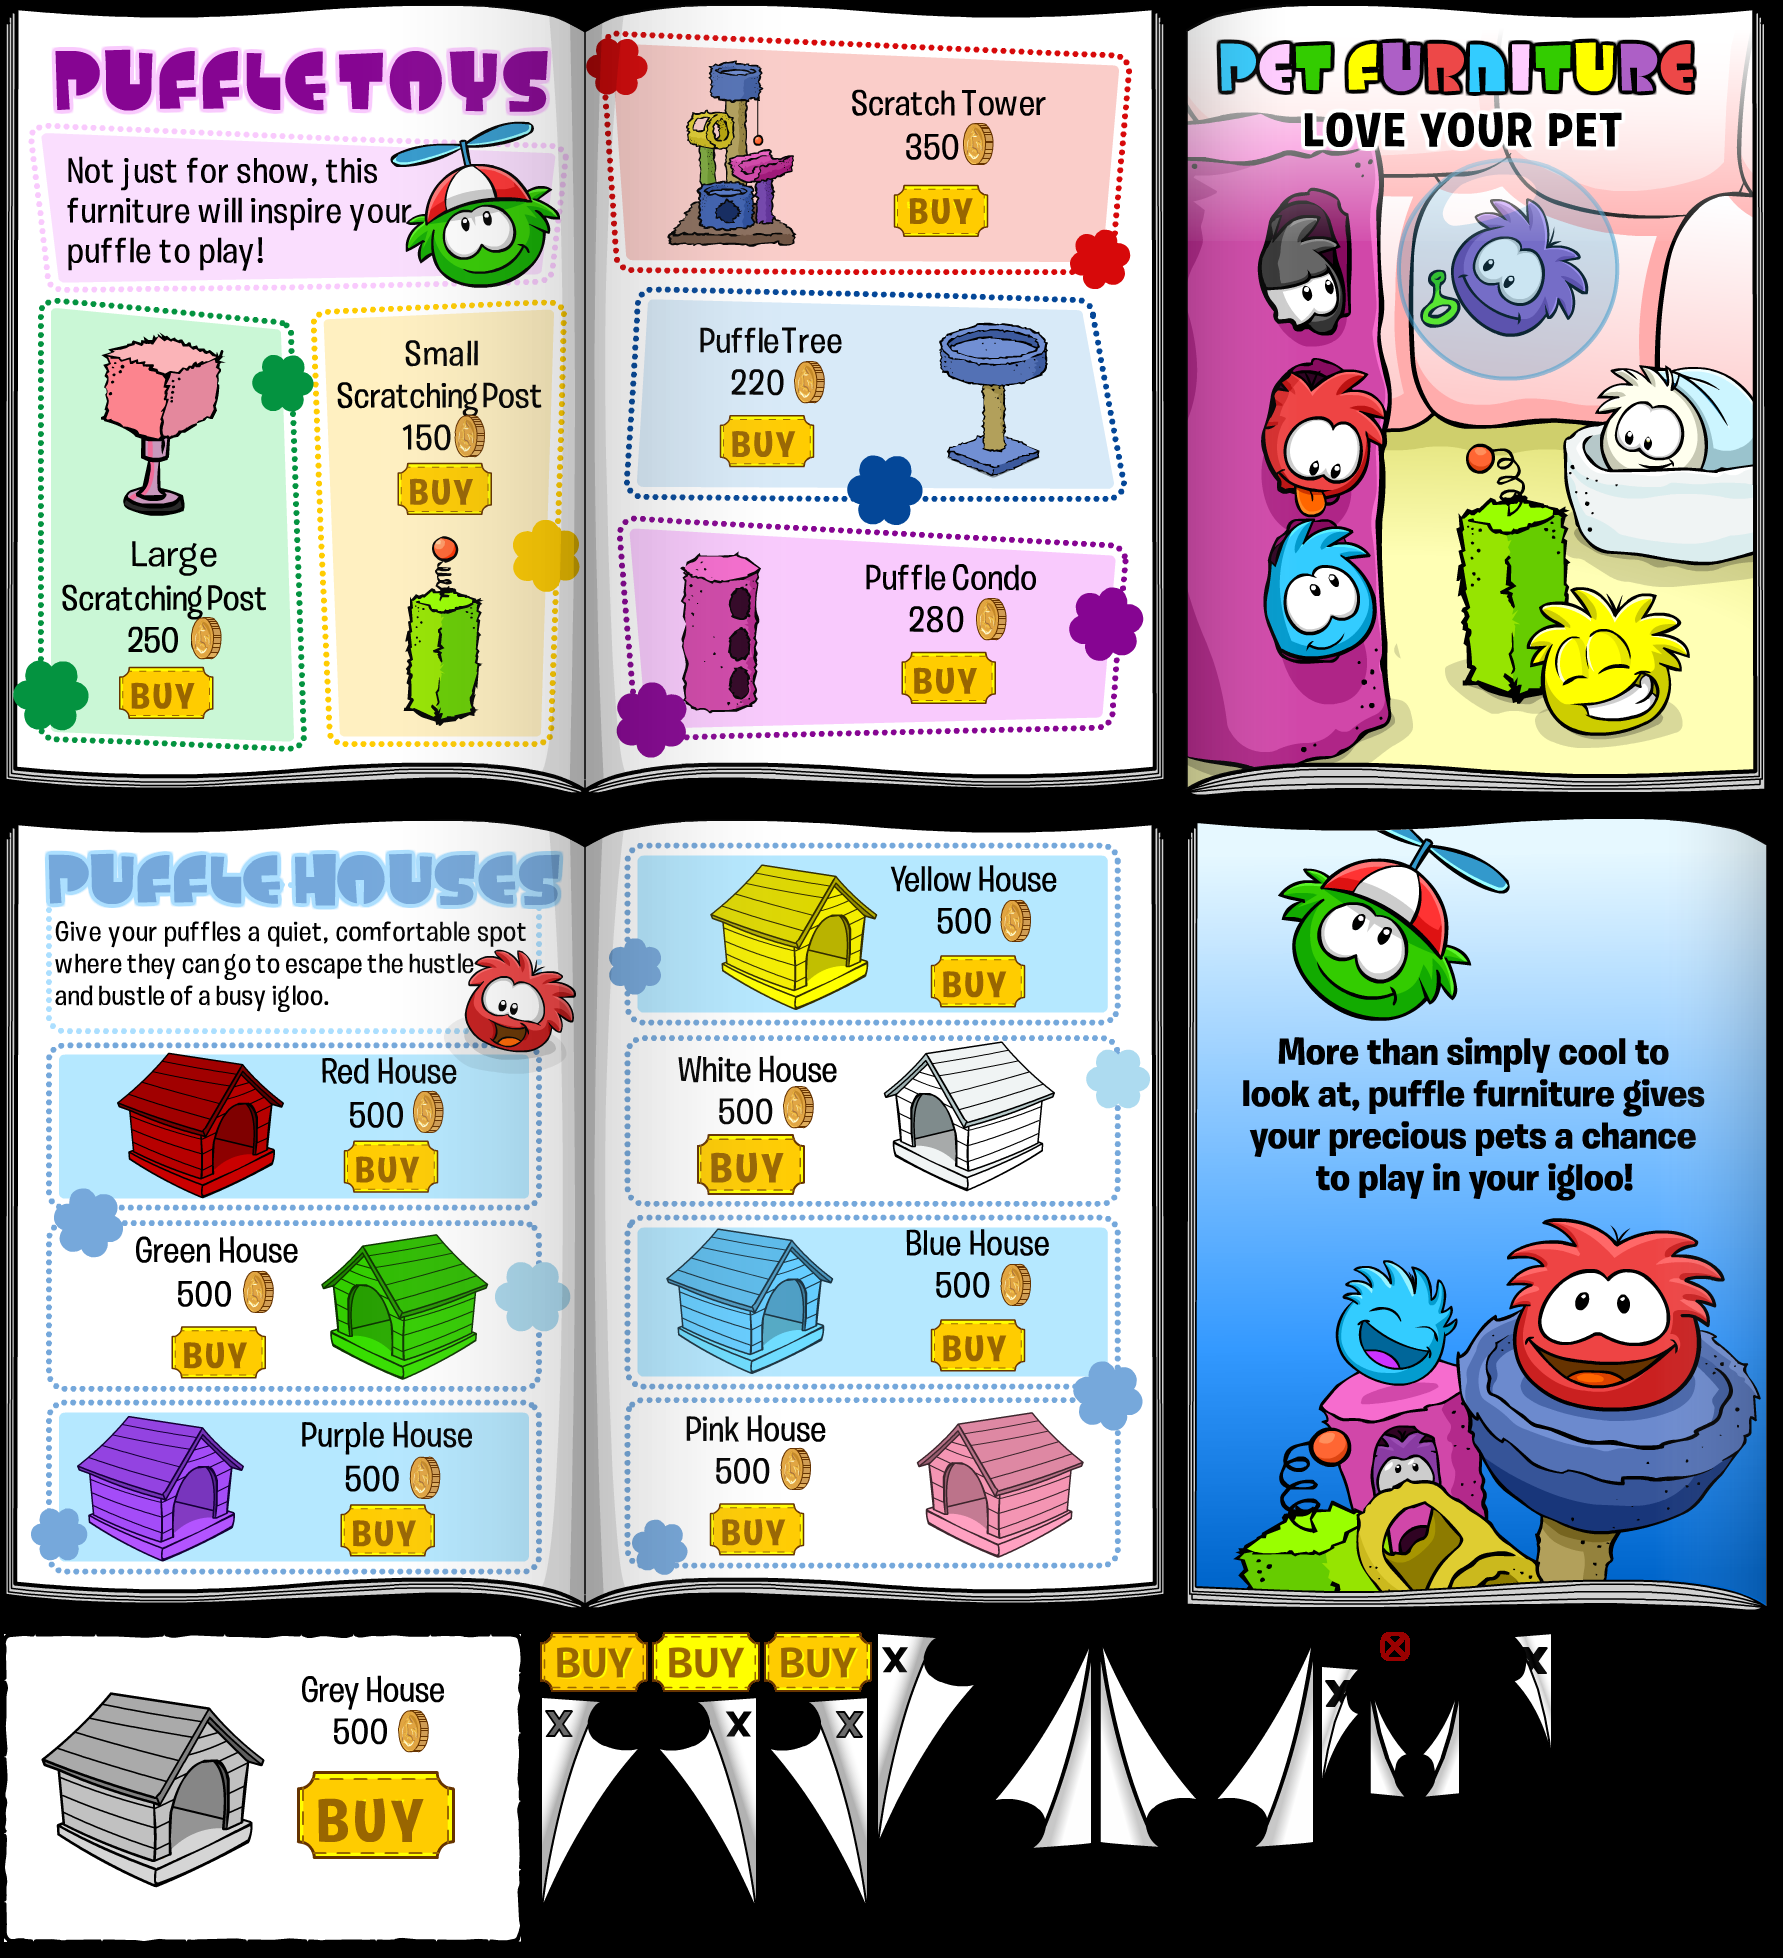 PUFFLE TOYS
Not just for show, this
furniture will inspire your
puffle to play!
Large
Scratching Post
250
BUY
Small
Scratching Post
150
BUY
Scratch Tower
350
BUY
Puffle Tree
220
BUY
Puffle Condo
280
BUY
PET FURNITURE
LOVE YOUR PET
PUFFLE HOUSES
Give your puffles a quiet, comfortable spot
where they can go to escape the hustle
and bustle of a busy igloo.
Red House
500
BUY
Green House
500
BUY
Purple House
500
BUY
Yellow House
500
BUY
White House
500
BUY
Blue House
500
BUY
Pink House
500
BUY
More than simply cool to
look at, puffle furniture gives
your precious pets a chance
to play in your igloo!
Grey House
500
BUY
BUY BUY BUY X
X X X
X X